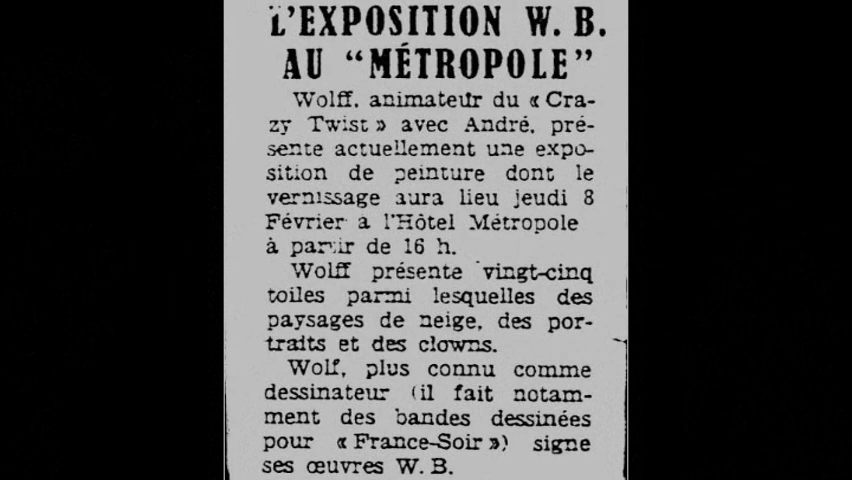 L'EXPOSITION W. B.
AU “MÉTROPOLE”
Wolff, animateur du « Cra-
zy Twist » avec André, pré-
sente actuellement une expo-
sition de peinture dont le
vernissage aura lieu jeudi 8
Février à l'Hôtel Métropole
à partir de 16 h.
Wolff présente vingt-cinq
toiles parmi lesquelles des
paysages de neige, des por-
traits et des clowns.
Wolf, plus connu comme
dessinateur (il fait notam-
ment des bandes dessinées
pour « France-Soir ») signe
ses œuvres W. B.